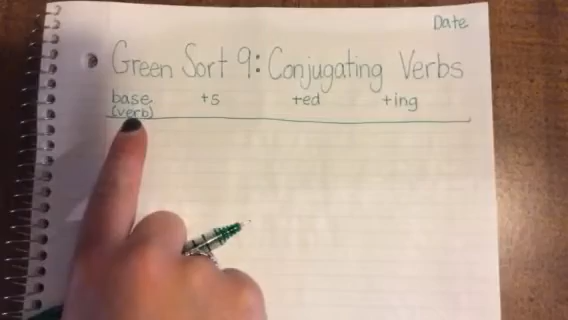 Date
Green Sort 9: Conjugating Verbs
base +s +ed +ing
(verb)